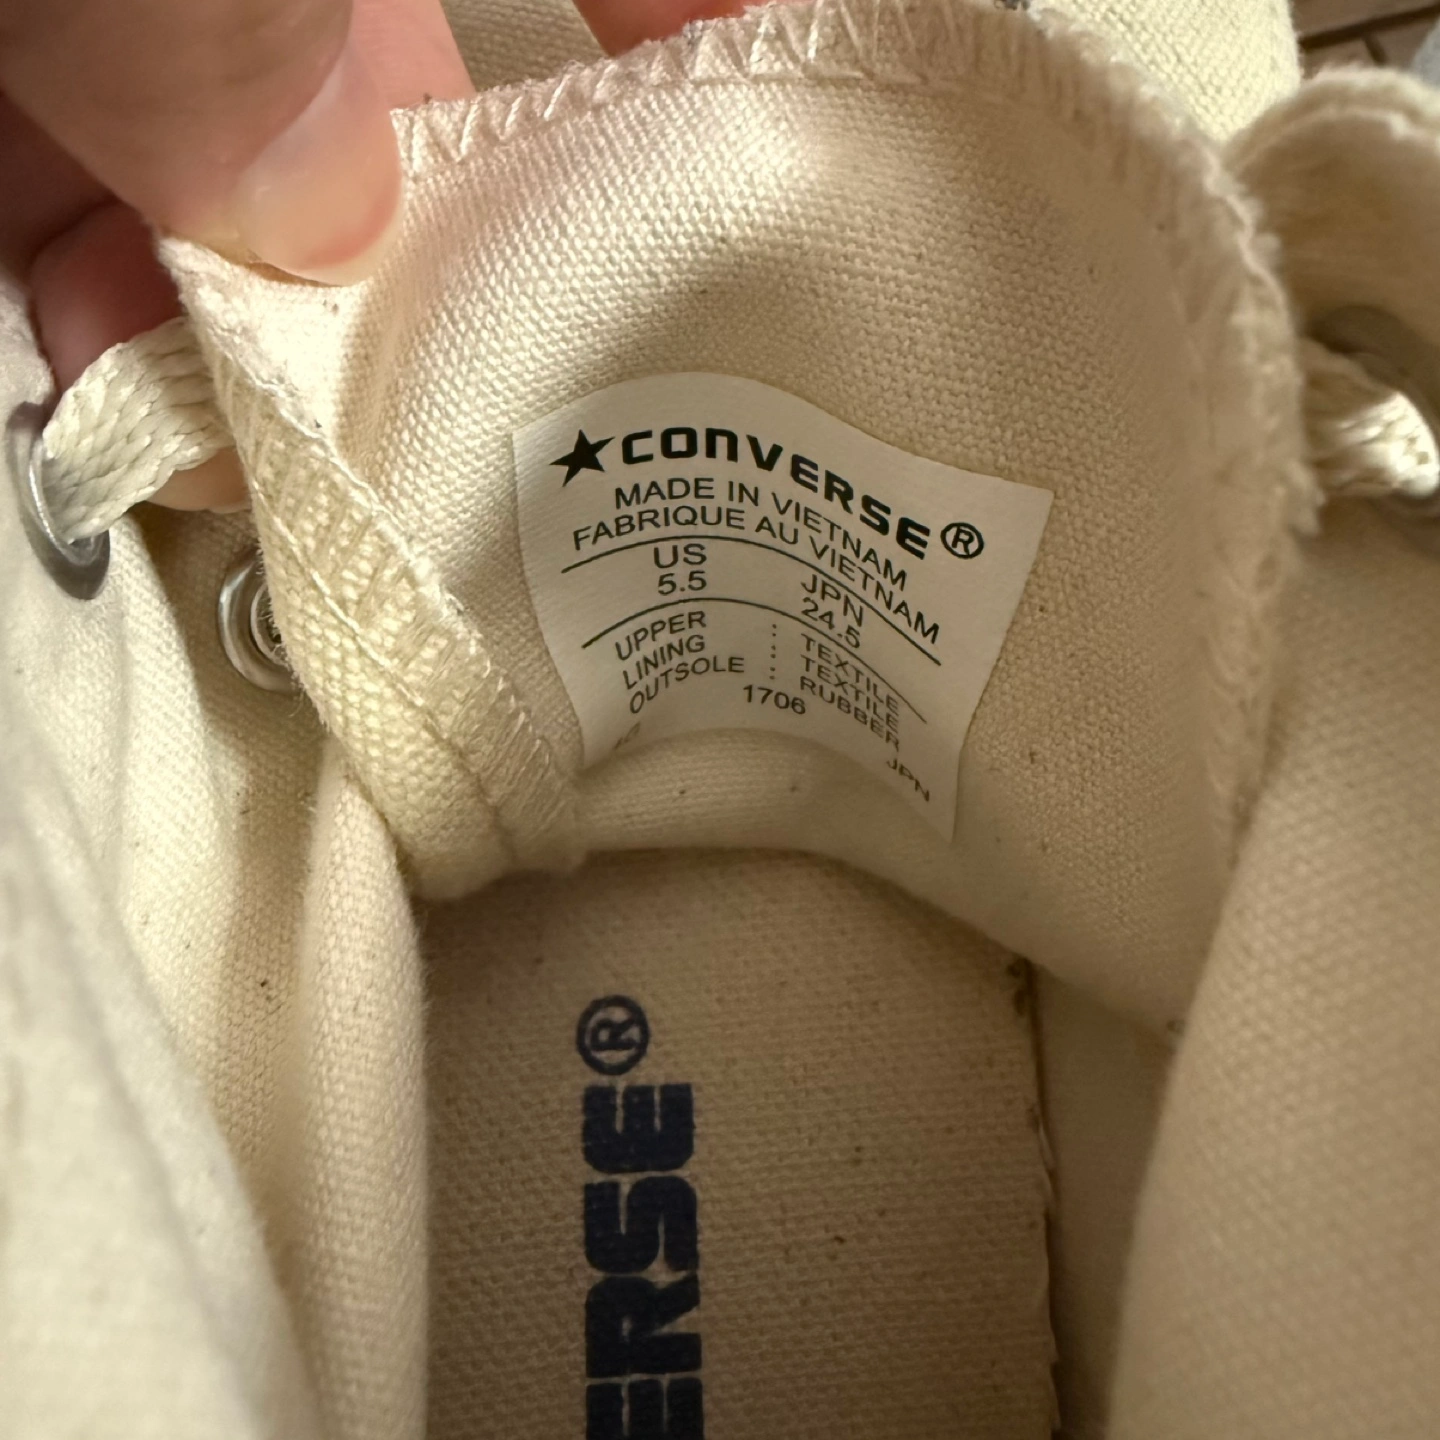 ★CONVERSE®
MADE IN VIETNAM
FABRIQUE AU VIETNAM
US JPN
5.5 24.5
UPPER : TEXTILE
LINING : TEXTILE
OUTSOLE : RUBBER
1706
JPN
ERSE®